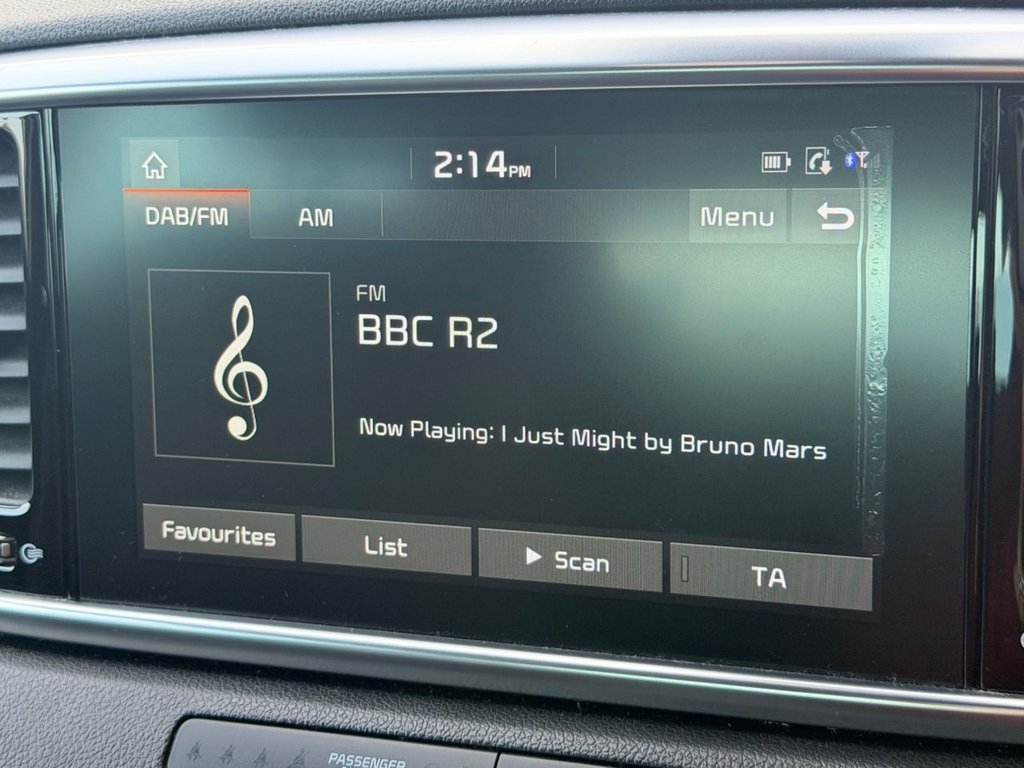 2:14PM
DAB/FM
AM
Menu
FM
BBC R2
Now Playing: I Just Might by Bruno Mars
Favourites
List
Scan
TA
PASSENGER